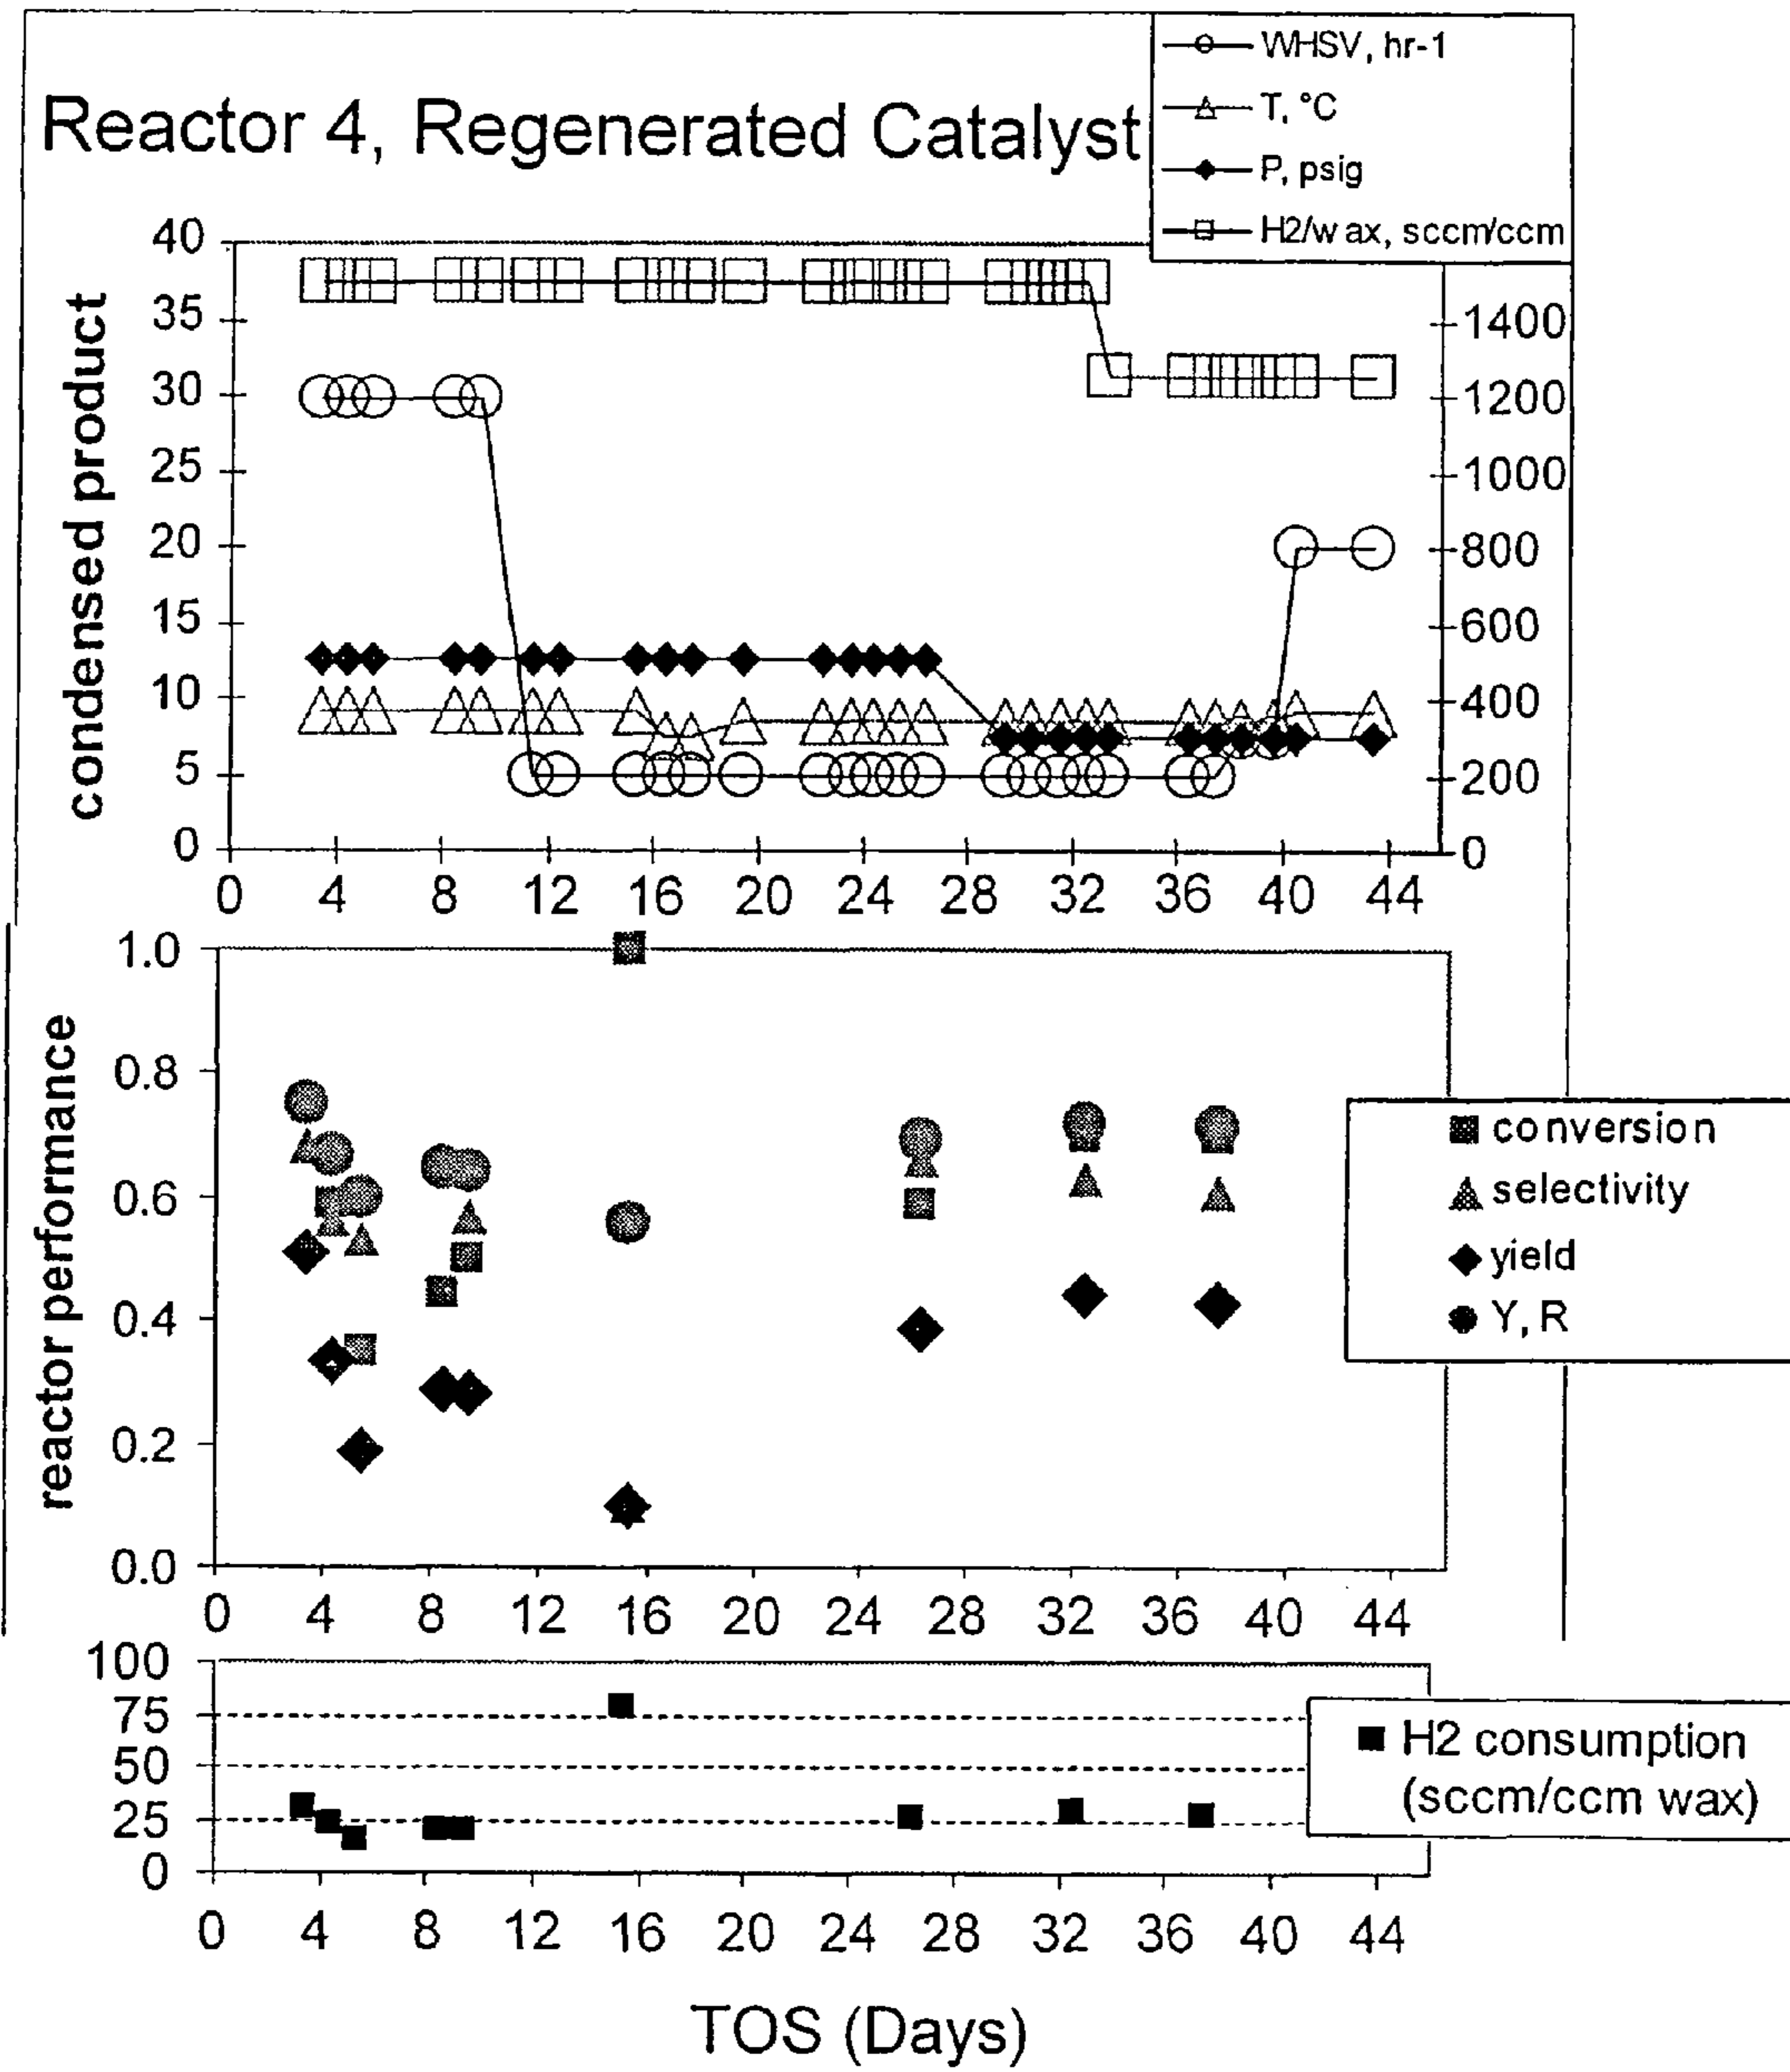 WHSV, hr-1
T, °C
P, psig
H2/wax, sccm/ccm
Reactor 4, Regenerated Catalyst
condensed product
40
35
30
25
20
15
10
5
0
1400
1200
1000
800
600
400
200
0
0 4 8 12 16 20 24 28 32 36 40 44
reactor performance
1.0
0.8
0.6
0.4
0.2
0.0
conversion
selectivity
yield
Y, R
0 4 8 12 16 20 24 28 32 36 40 44
100
75
50
25
0
H2 consumption
(sccm/ccm wax)
0 4 8 12 16 20 24 28 32 36 40 44
TOS (Days)